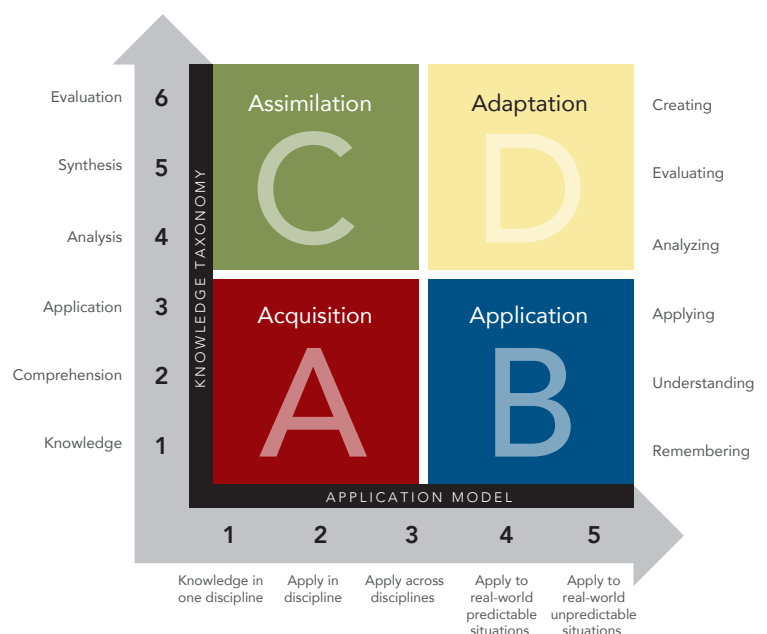 Evaluation 6 Assimilation Adaptation Creating
Synthesis 5 C D Evaluating
Analysis 4 Analyzing
KNOWLEDGE TAXONOMY
Application 3 Acquisition Application Applying
Comprehension 2 A B Understanding
Knowledge 1 Remembering
APPLICATION MODEL
1 2 3 4 5
Knowledge in Apply in Apply across Apply to Apply to
one discipline discipline disciplines real-world real-world
predictable unpredictable
situations situations